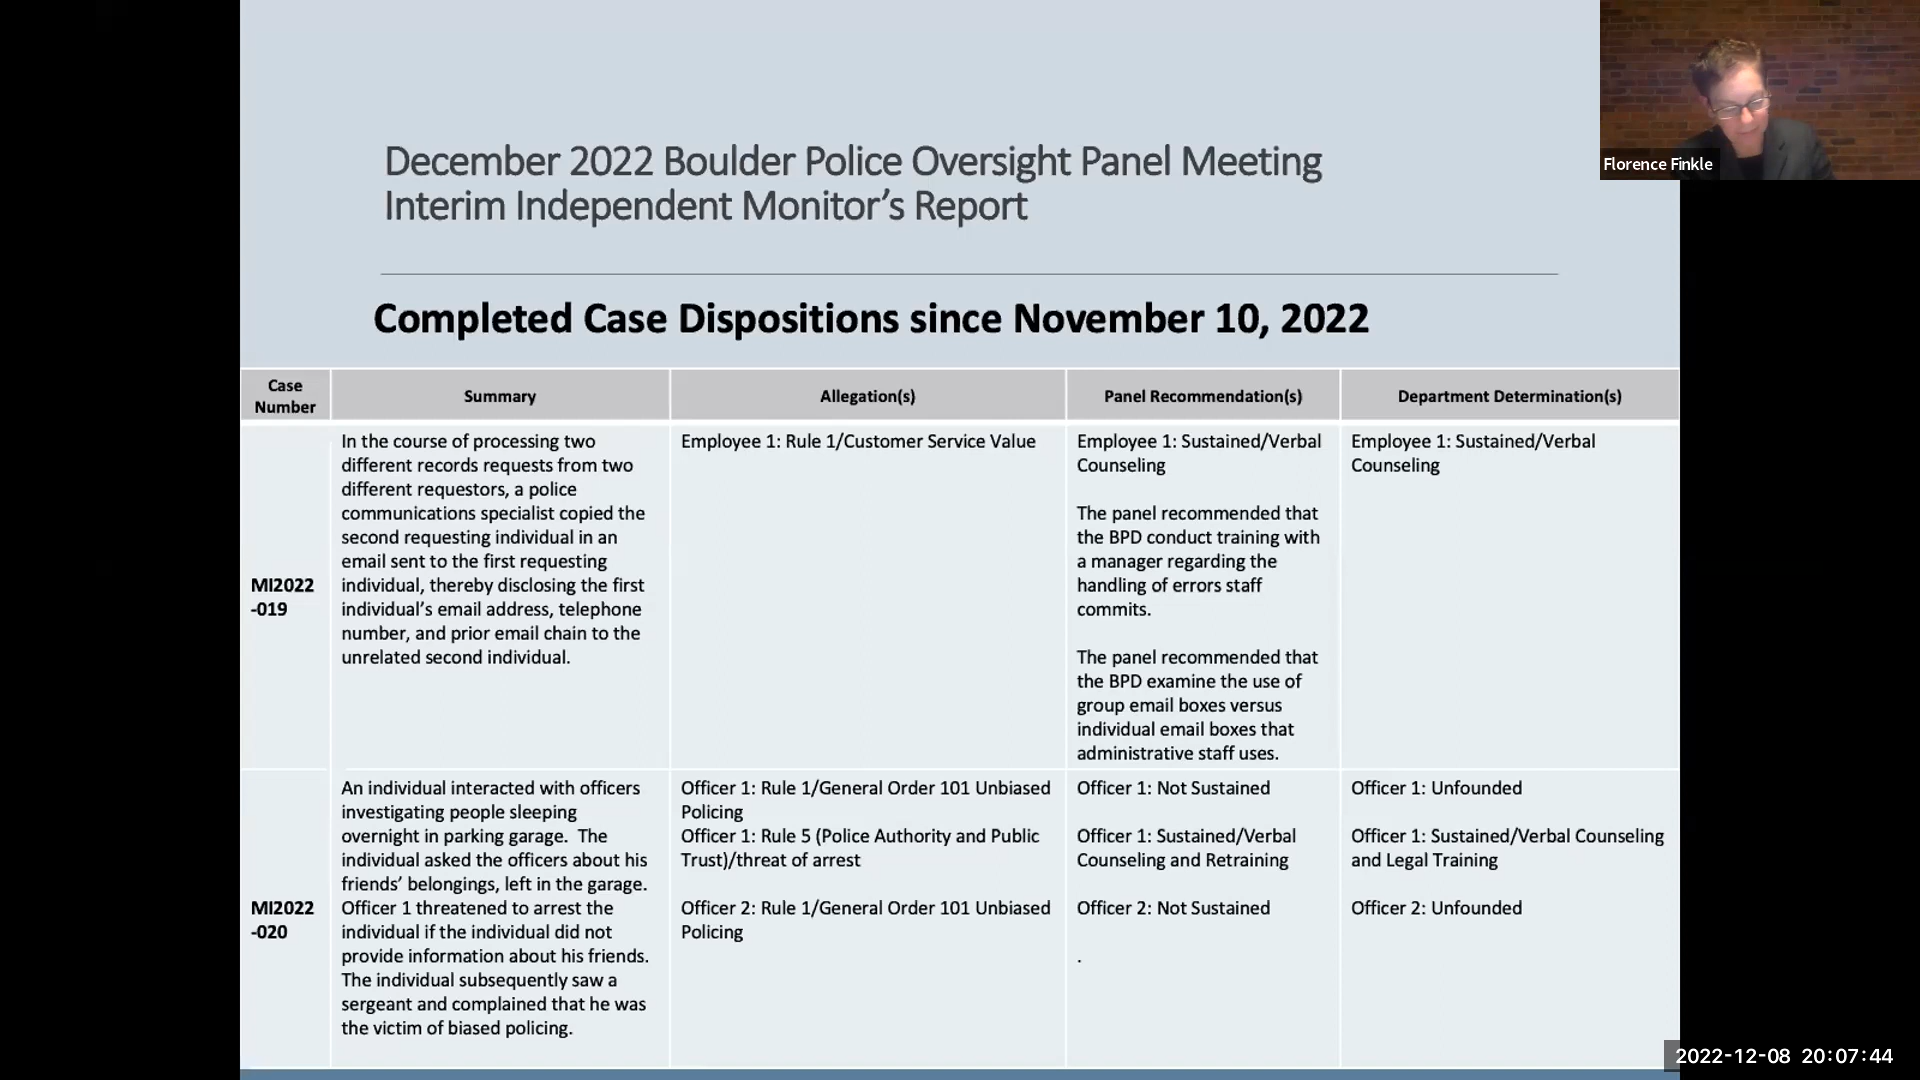 December 2022 Boulder Police Oversight Panel Meeting
Interim Independent Monitor's Report
Florence Finkle
Completed Case Dispositions since November 10, 2022
Case
Number
Summary
Allegation(s)
Panel Recommendation(s)
Department Determination(s)
MI2022
-019
In the course of processing two
different records requests from two
different requestors, a police
communications specialist copied the
second requesting individual in an
email sent to the first requesting
individual, thereby disclosing the first
individual's email address, telephone
number, and prior email chain to the
unrelated second individual.
Employee 1: Rule 1/Customer Service Value
Employee 1: Sustained/Verbal
Counseling
The panel recommended that
the BPD conduct training with
a manager regarding the
handling of errors staff
commits.
The panel recommended that
the BPD examine the use of
group email boxes versus
individual email boxes that
administrative staff uses.
Employee 1: Sustained/Verbal
Counseling
MI2022
-020
An individual interacted with officers
investigating people sleeping
overnight in parking garage.  The
individual asked the officers about his
friends' belongings, left in the garage.
Officer 1 threatened to arrest the
individual if the individual did not
provide information about his friends.
The individual subsequently saw a
sergeant and complained that he was
the victim of biased policing.
Officer 1: Rule 1/General Order 101 Unbiased
Policing
Officer 1: Rule 5 (Police Authority and Public
Trust)/threat of arrest
Officer 2: Rule 1/General Order 101 Unbiased
Policing
Officer 1: Not Sustained
Officer 1: Sustained/Verbal
Counseling and Retraining
Officer 2: Not Sustained
.
Officer 1: Unfounded
Officer 1: Sustained/Verbal Counseling
and Legal Training
Officer 2: Unfounded
2022-12-08 20:07:44